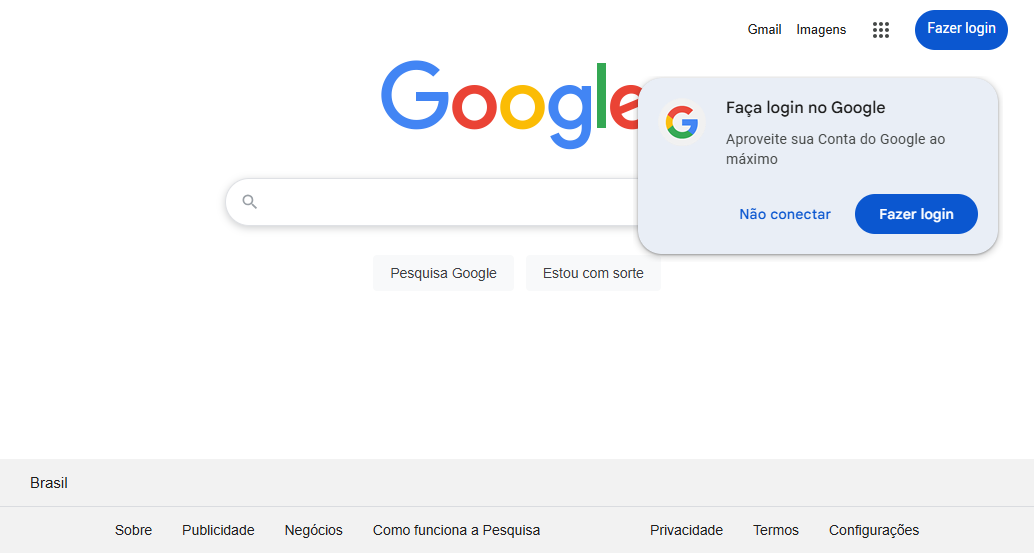 Gmail Imagens Fazer login
Google
Faça login no Google
Aproveite sua Conta do Google ao
máximo
Não conectar Fazer login
Pesquisa Google Estou com sorte
Brasil
Sobre Publicidade Negócios Como funciona a Pesquisa Privacidade Termos Configurações